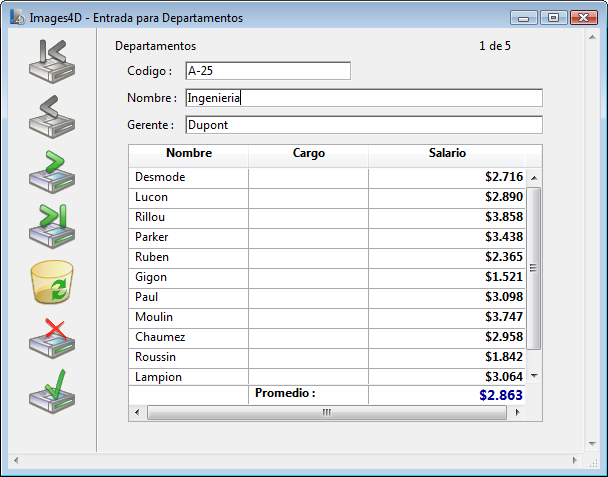 Images4D - Entrada para Departamentos
Departamentos 1 de 5
Codigo : A-25
Nombre : Ingenieria
Gerente : Dupont
Nombre Cargo Salario
Desmode $2.716
Lucon $2.890
Rillou $3.858
Parker $3.438
Ruben $2.365
Gigon $1.521
Paul $3.098
Moulin $3.747
Chaumez $2.958
Roussin $1.842
Lampion $3.064
Promedio : $2.863